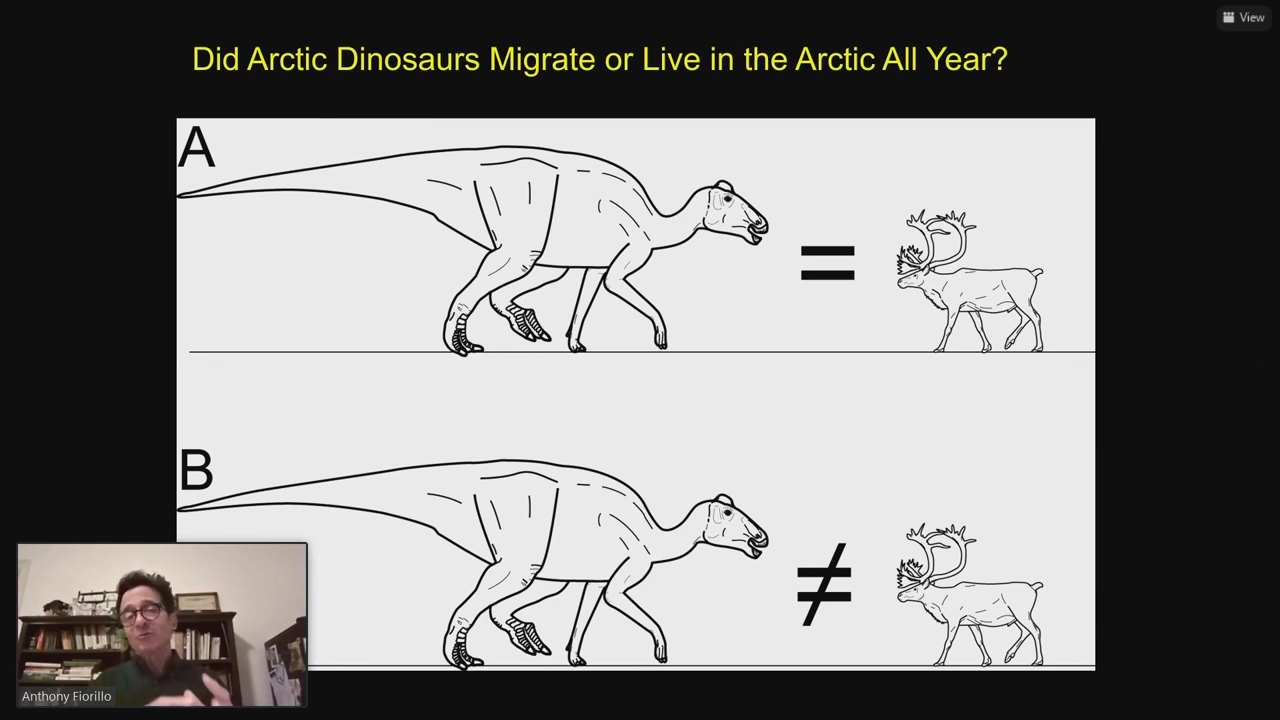 View
Did Arctic Dinosaurs Migrate or Live in the Arctic All Year?
A
=
B
≠
Anthony Fiorillo